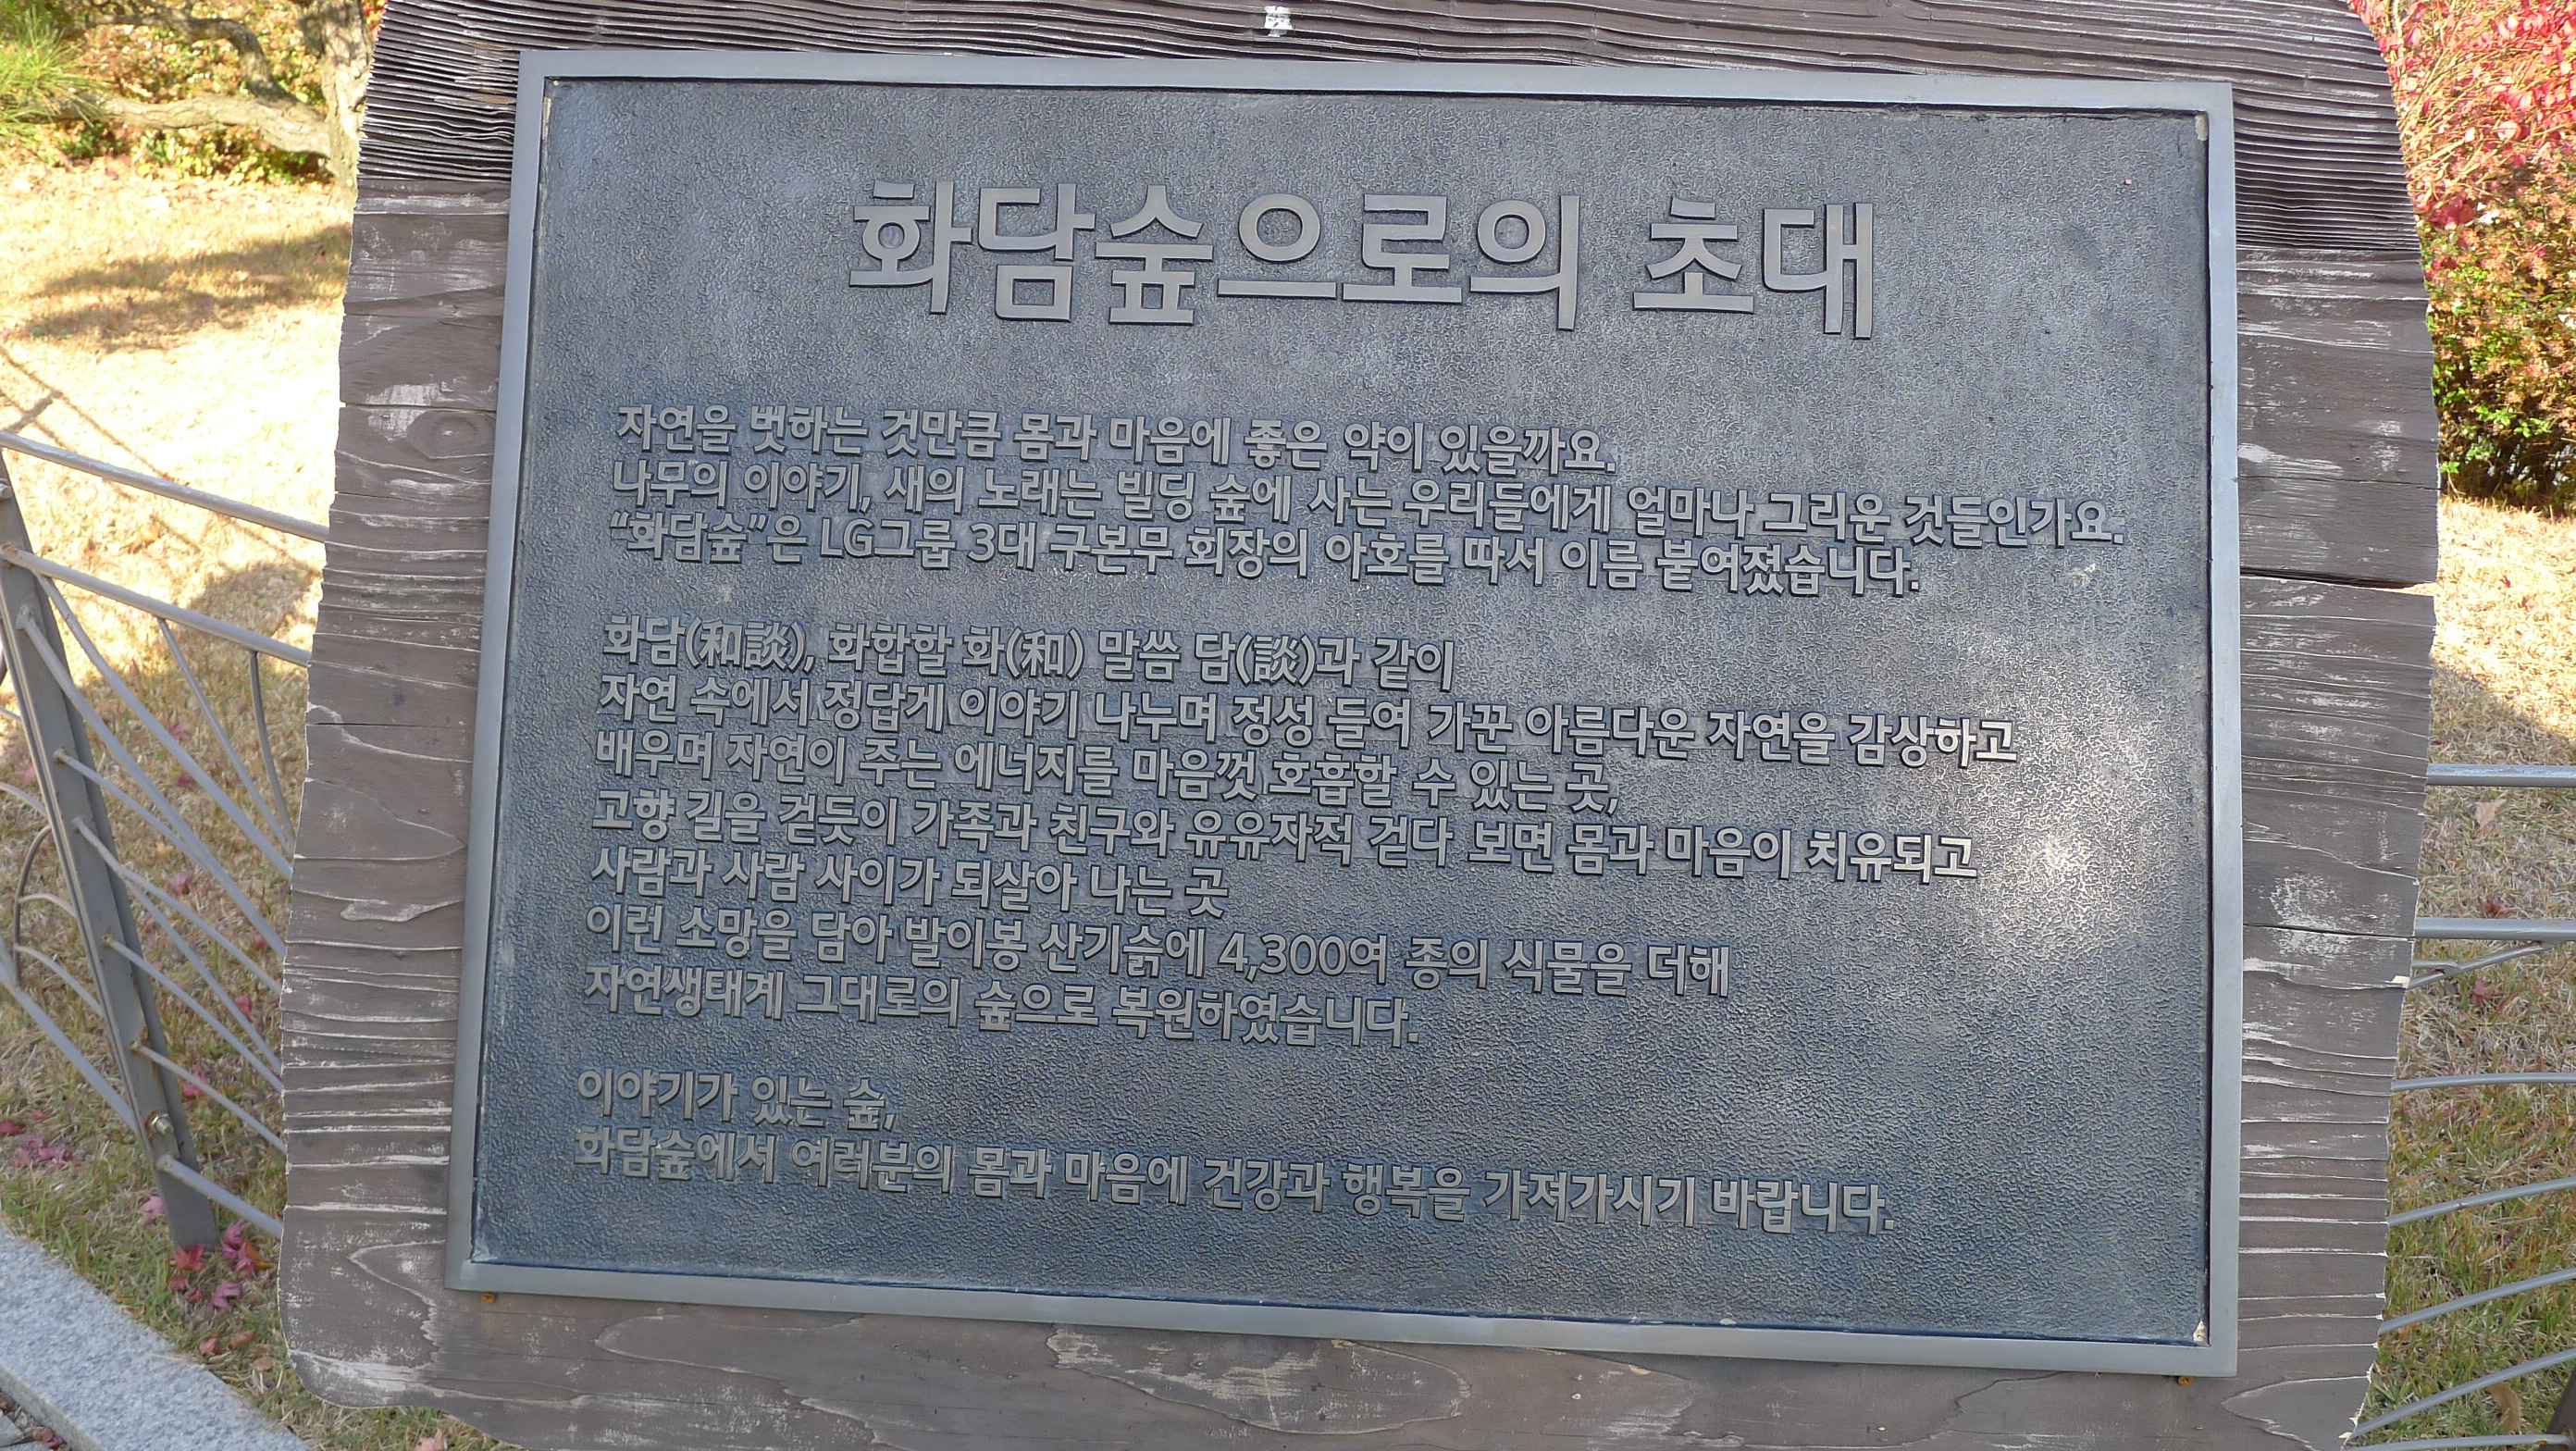 화담숲으로의 초대
자연을 벗하는 것만큼 몸과 마음에 좋은 약이 있을까요.
나무의 이야기, 새의 노래는 빌딩 숲에 사는 우리들에게 얼마나 그리운 것들인가요.
“화담숲”은 LG그룹 3대 구본무 회장의 아호를 따서 이름 붙여졌습니다.
화담(和談), 화합할 화(和) 말씀 담(談)과 같이
자연 속에서 정답게 이야기 나누며 정성 들여 가꾼 아름다운 자연을 감상하고
배우며 자연이 주는 에너지를 마음껏 호흡할 수 있는 곳,
고향 길을 걷듯이 가족과 친구와 유유자적 걷다 보면 몸과 마음이 치유되고
사람과 사람 사이가 되살아 나는 곳
이런 소망을 담아 발이봉 산기슭에 4,300여 종의 식물을 더해
자연생태계 그대로의 숲으로 복원하였습니다.
이야기가 있는 숲,
화담숲에서 여러분의 몸과 마음에 건강과 행복을 가져가시기 바랍니다.